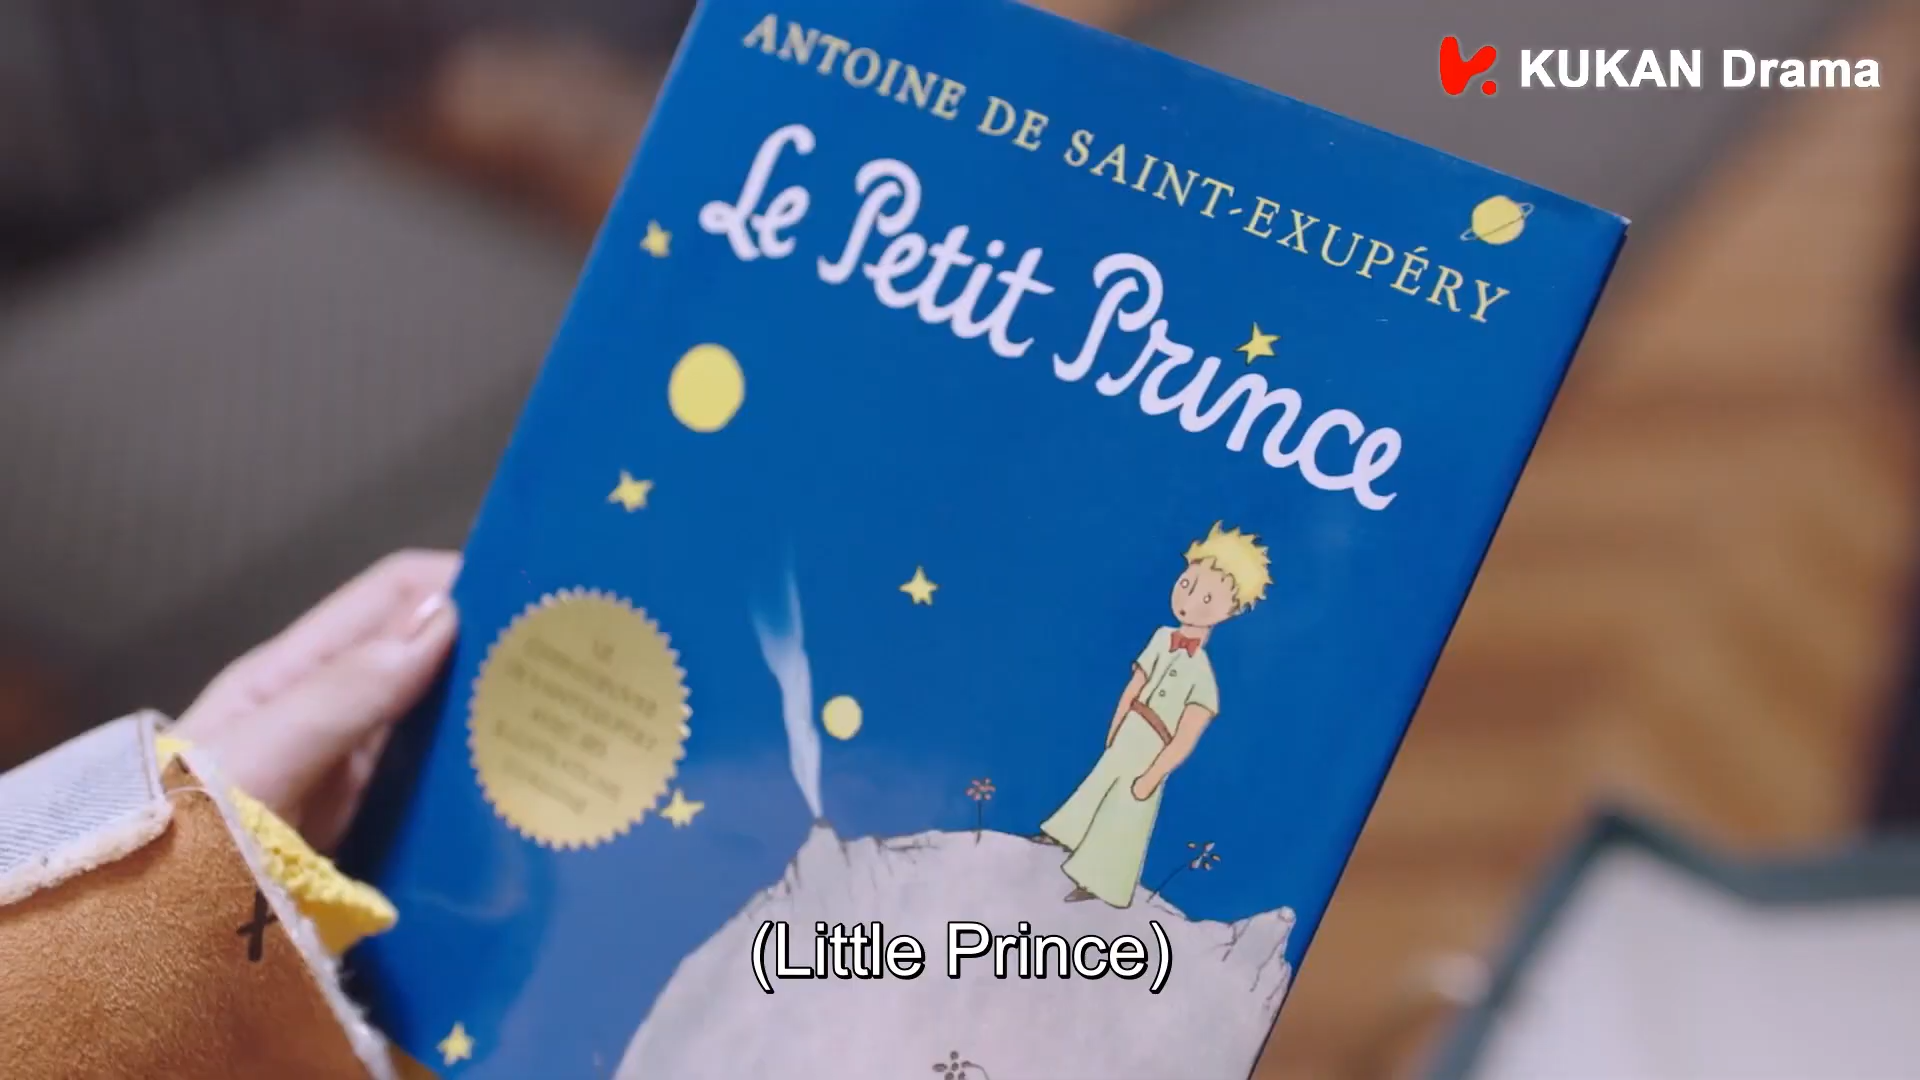 KUKAN Drama
ANTOINE DE SAINT-EXUPÉRY
Le Petit Prince
(Little Prince)